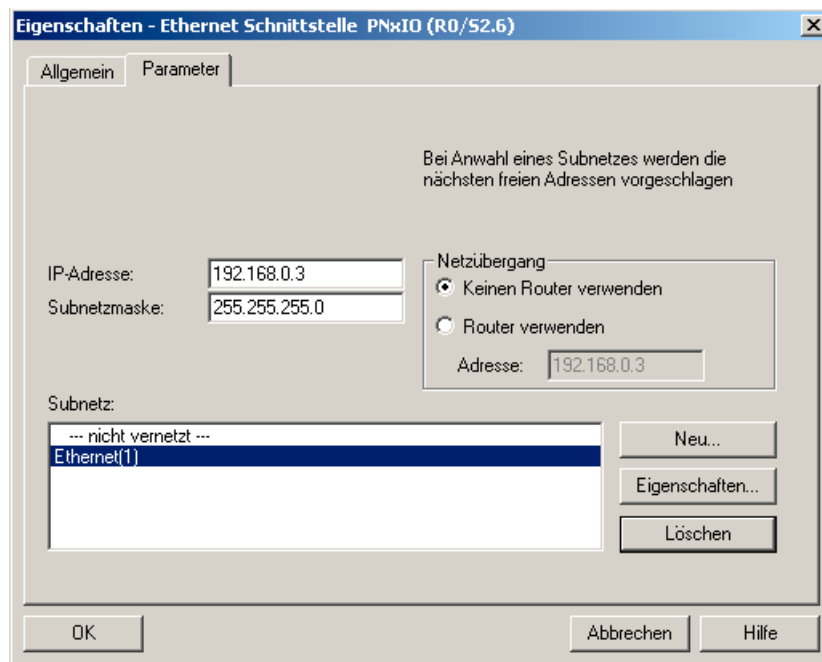 Eigenschaften - Ethernet Schnittstelle PNxIO (R0/S2.6)
Allgemein
Parameter
Bei Anwahl eines Subnetzes werden die
nächsten freien Adressen vorgeschlagen
IP-Adresse:
192.168.0.3
Subnetzmaske:
255.255.255.0
Netzübergang
Keinen Router verwenden
Router verwenden
Adresse:
192.168.0.3
Subnetz:
--- nicht vernetzt ---
Ethernet(1)
Neu...
Eigenschaften...
Löschen
OK
Abbrechen
Hilfe